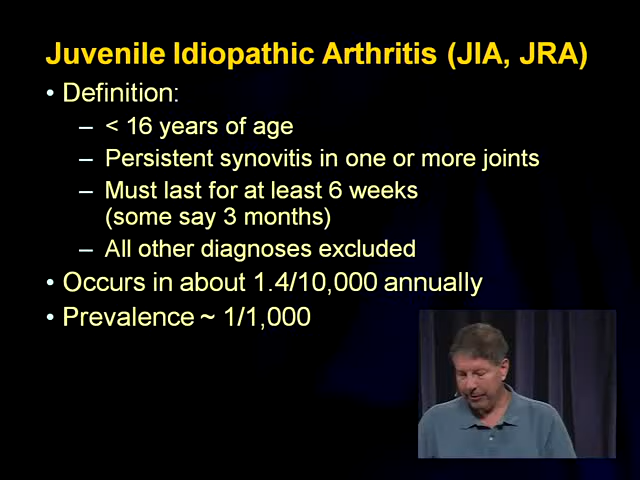 Juvenile Idiopathic Arthritis (JIA, JRA)
• Definition:
– < 16 years of age
– Persistent synovitis in one or more joints
– Must last for at least 6 weeks
(some say 3 months)
– All other diagnoses excluded
• Occurs in about 1.4/10,000 annually
• Prevalence ~ 1/1,000